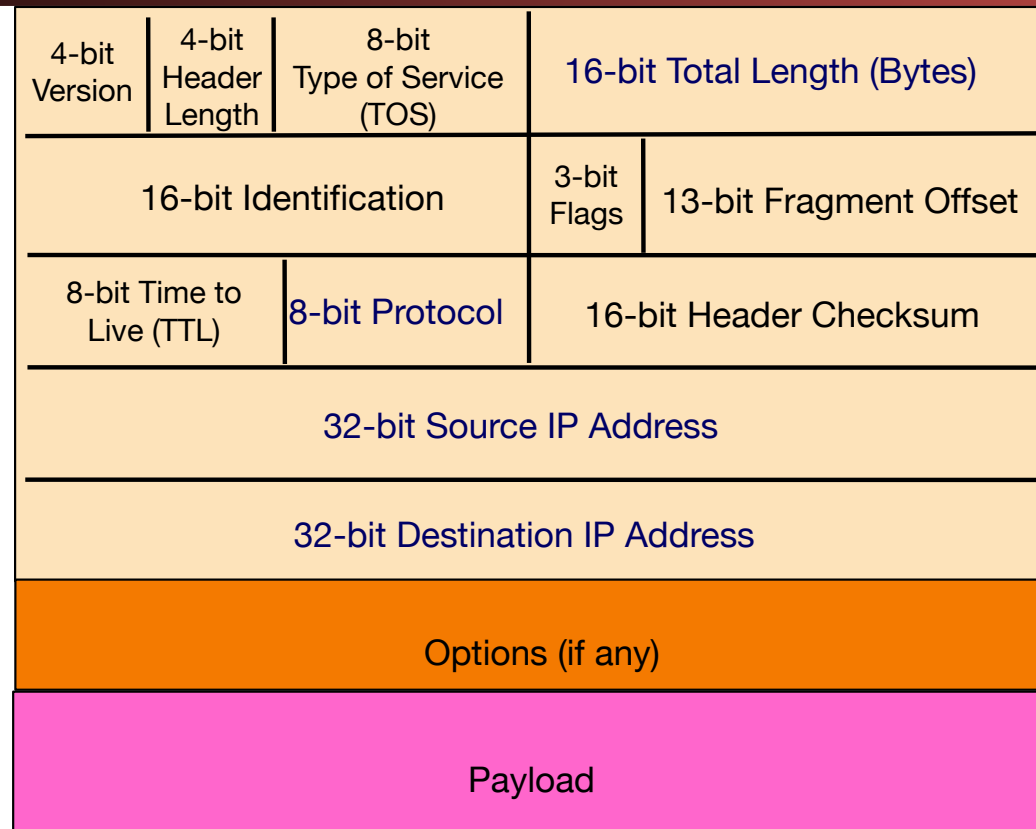 4-bit
Version
4-bit
Header
Length
8-bit
Type of Service
(TOS)
16-bit Total Length (Bytes)
16-bit Identification
3-bit
Flags
13-bit Fragment Offset
8-bit Time to
Live (TTL)
8-bit Protocol
16-bit Header Checksum
32-bit Source IP Address
32-bit Destination IP Address
Options (if any)
Payload